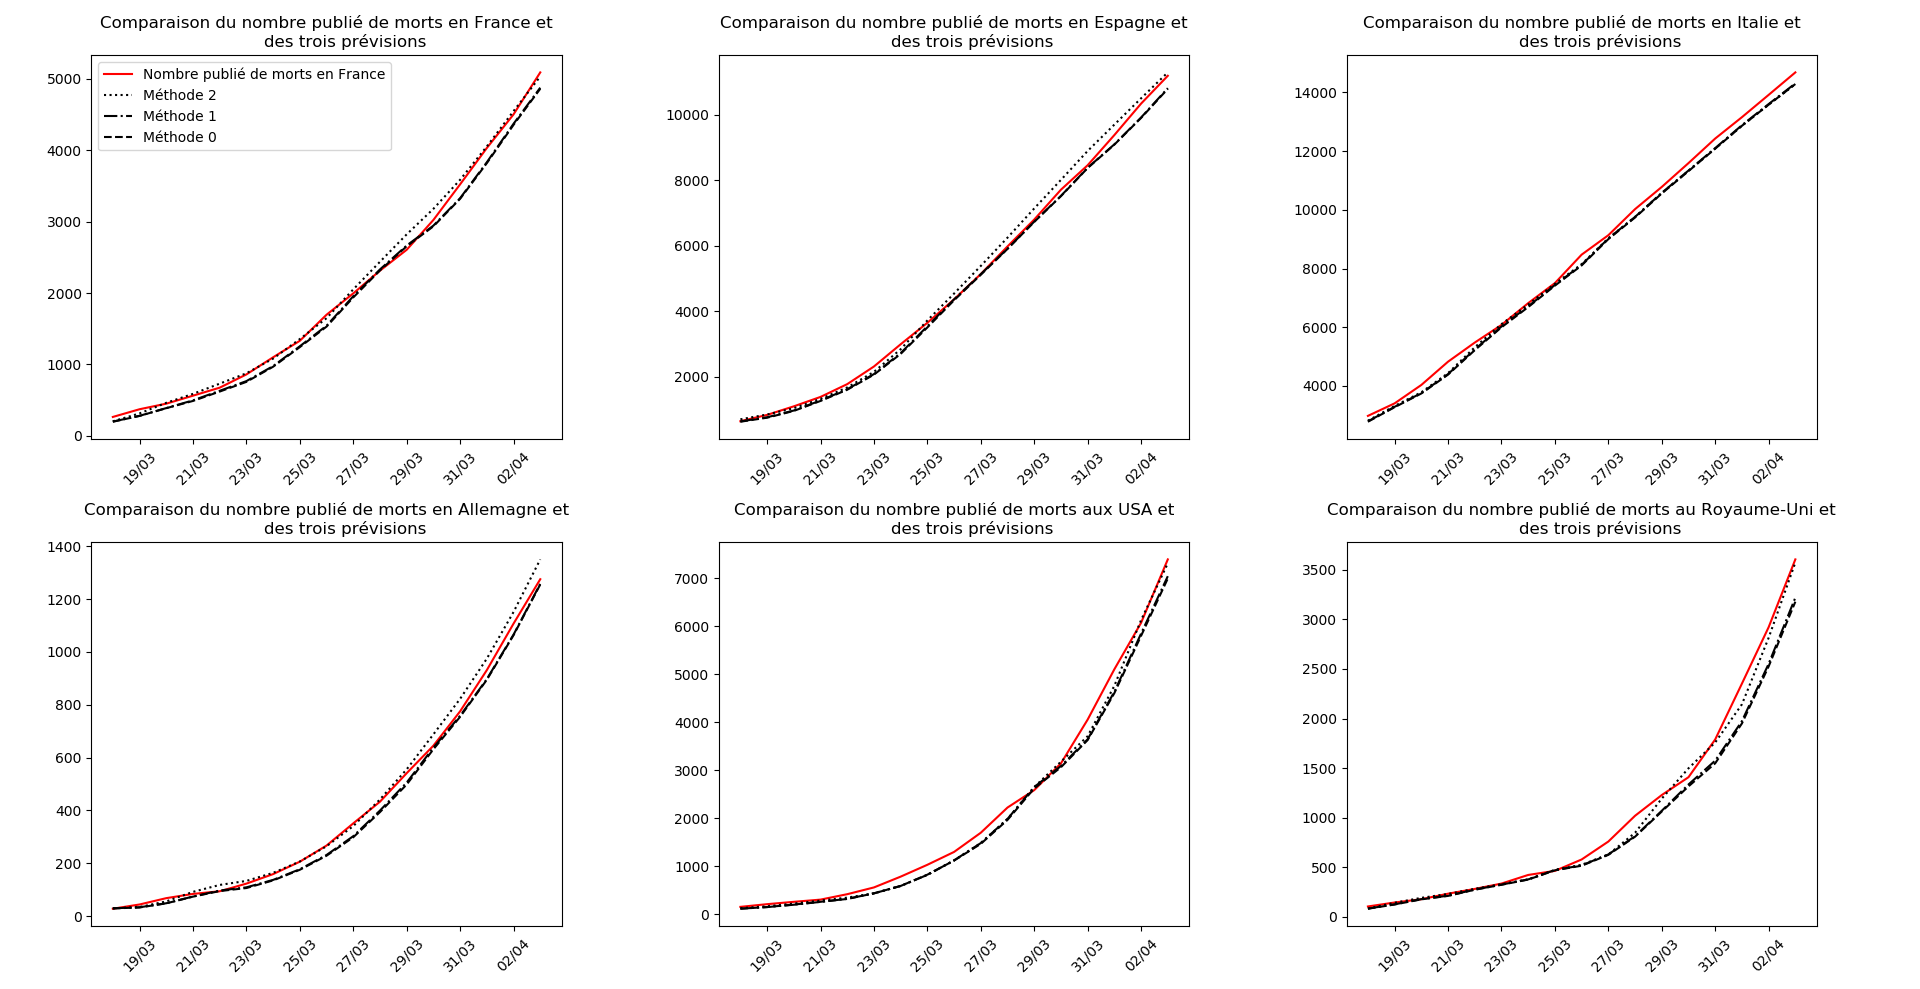 Comparaison du nombre publié de morts en France et
des trois prévisions
Nombre publié de morts en France
Méthode 2
Méthode 1
Méthode 0
5000
4000
3000
2000
1000
0
19/03 21/03 23/03 25/03 27/03 29/03 31/03 02/04
Comparaison du nombre publié de morts en Espagne et
des trois prévisions
10000
8000
6000
4000
2000
19/03 21/03 23/03 25/03 27/03 29/03 31/03 02/04
Comparaison du nombre publié de morts en Italie et
des trois prévisions
14000
12000
10000
8000
6000
4000
19/03 21/03 23/03 25/03 27/03 29/03 31/03 02/04
Comparaison du nombre publié de morts en Allemagne et
des trois prévisions
1400
1200
1000
800
600
400
200
0
19/03 21/03 23/03 25/03 27/03 29/03 31/03 02/04
Comparaison du nombre publié de morts aux USA et
des trois prévisions
7000
6000
5000
4000
3000
2000
1000
0
19/03 21/03 23/03 25/03 27/03 29/03 31/03 02/04
Comparaison du nombre publié de morts au Royaume-Uni et
des trois prévisions
3500
3000
2500
2000
1500
1000
500
0
19/03 21/03 23/03 25/03 27/03 29/03 31/03 02/04